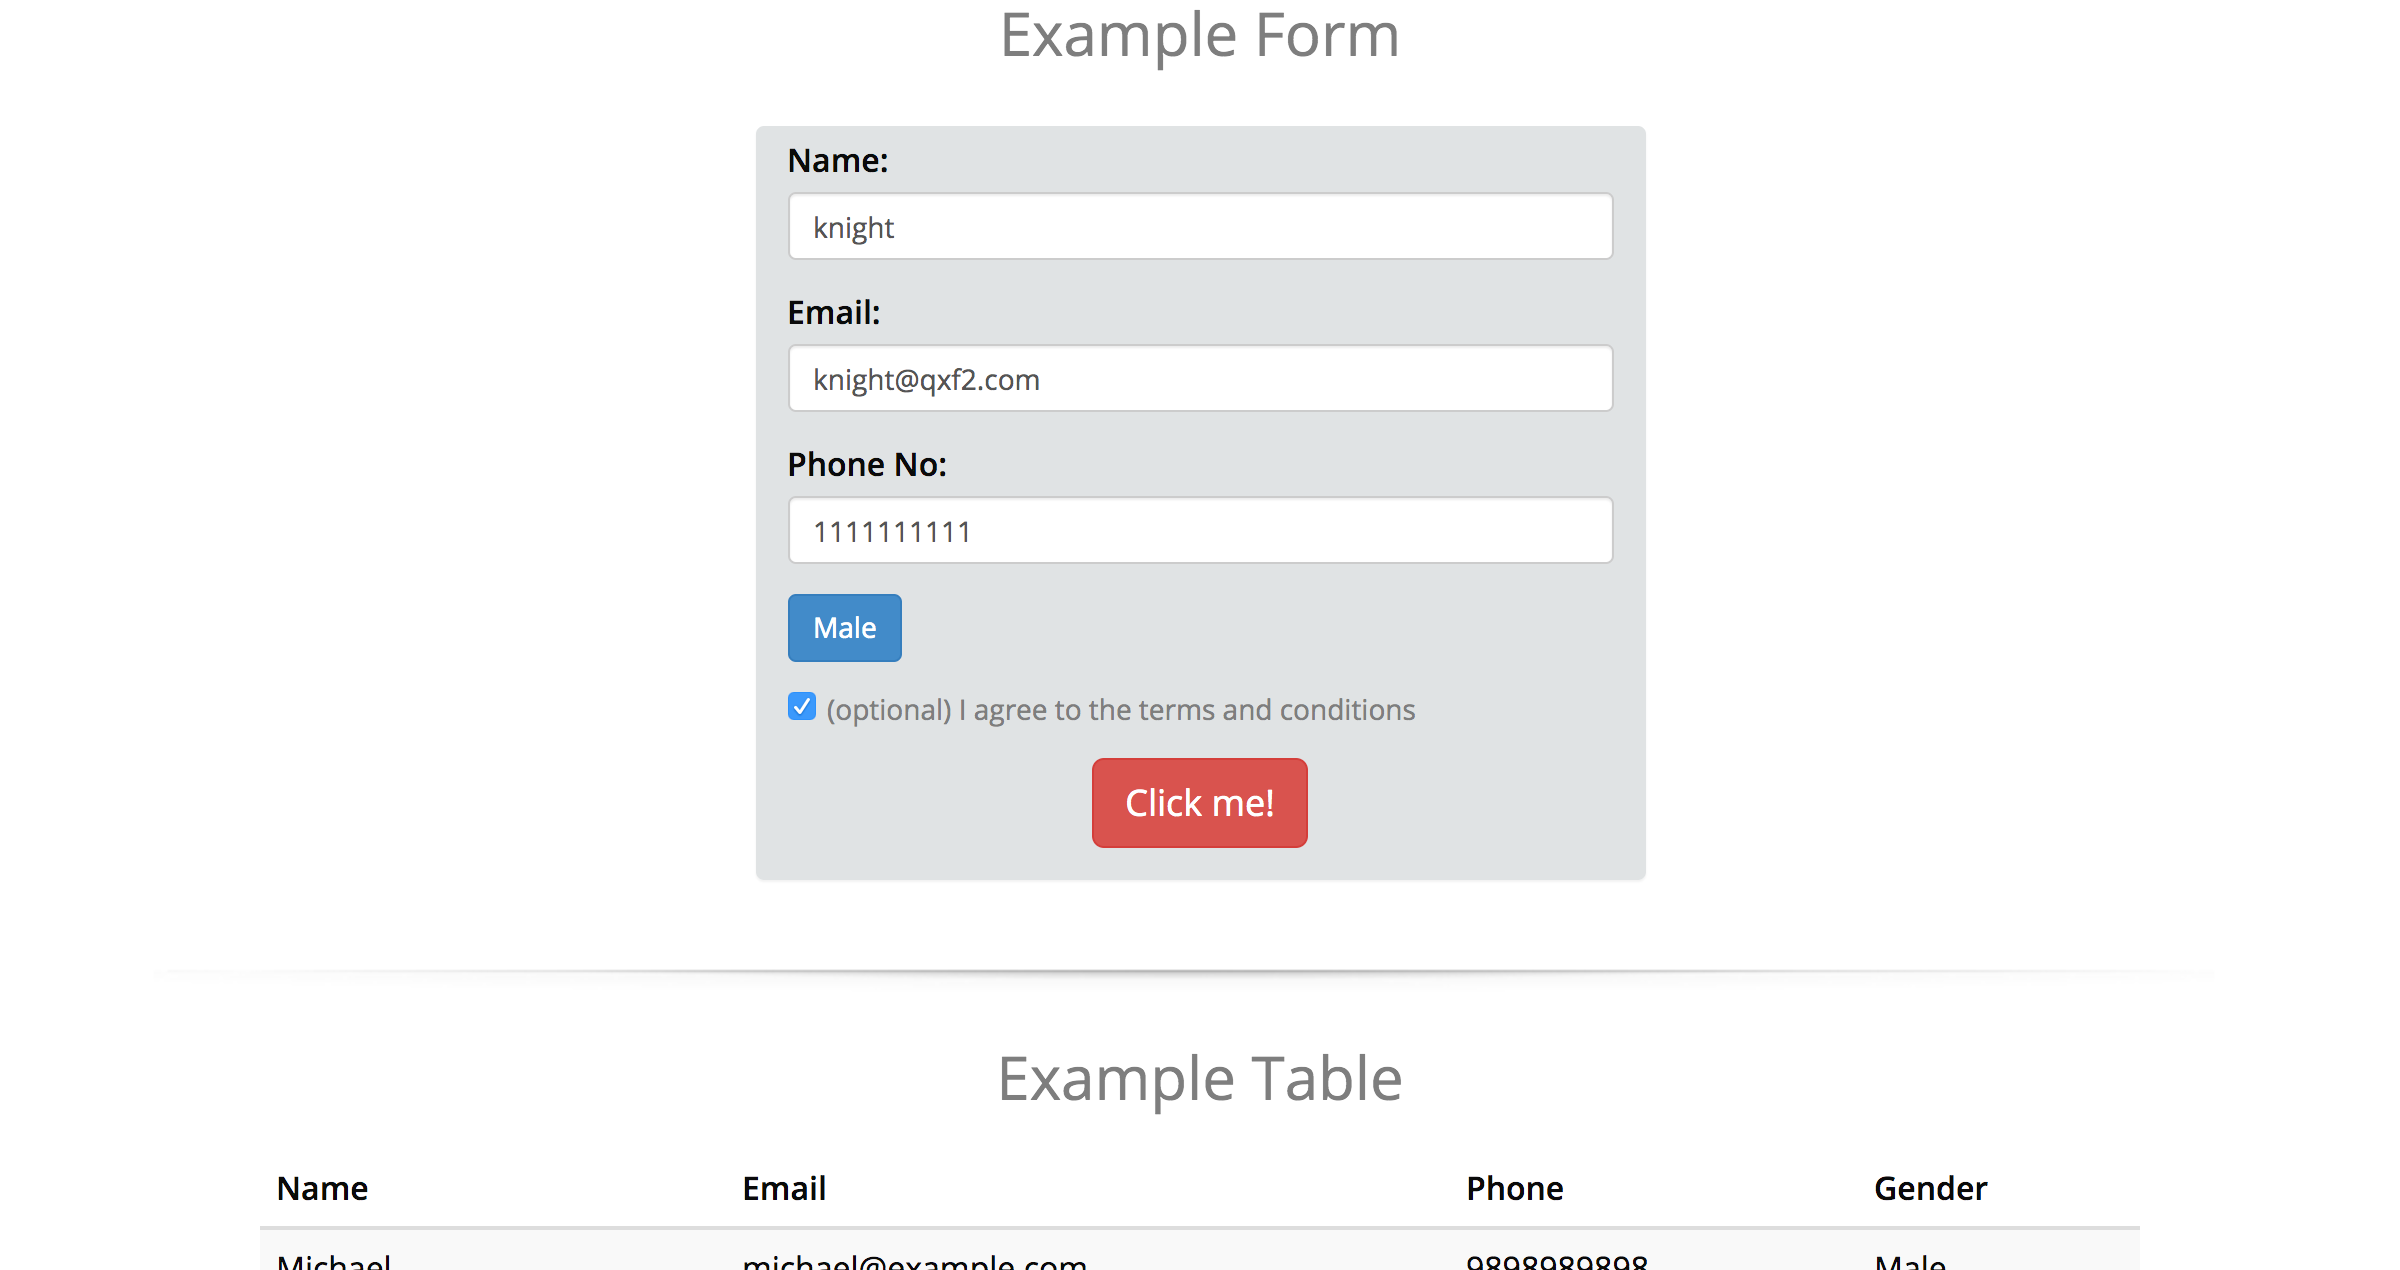 Example Form
Name:
knight
Email:
knight@qxf2.com
Phone No:
1111111111
Male
(optional) I agree to the terms and conditions
Click me!
Example Table
Name Email Phone Gender
Michael michael@example.com 9898989898 Male